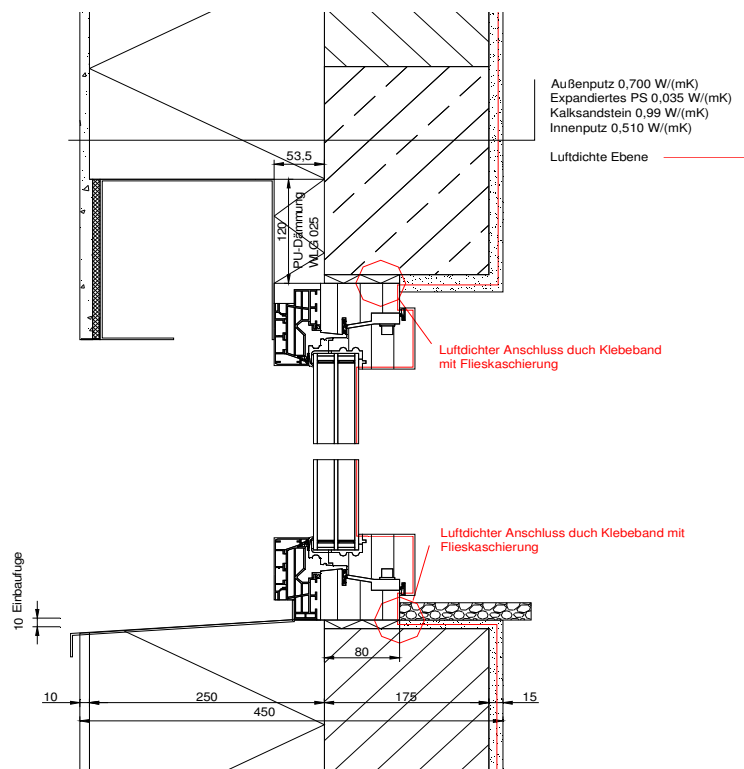 Außenputz 0,700 W/(mK)
Expandiertes PS 0,035 W/(mK)
Kalksandstein 0,99 W/(mK)
Innenputz 0,510 W/(mK)
Luftdichte Ebene
53,5
120
PU-Dämmung
WLG 025
Luftdichter Anschluss duch Klebeband
mit Flieskaschierung
Luftdichter Anschluss duch Klebeband mit
Flieskaschierung
10 Einbaufuge
80
10
250
175
15
450